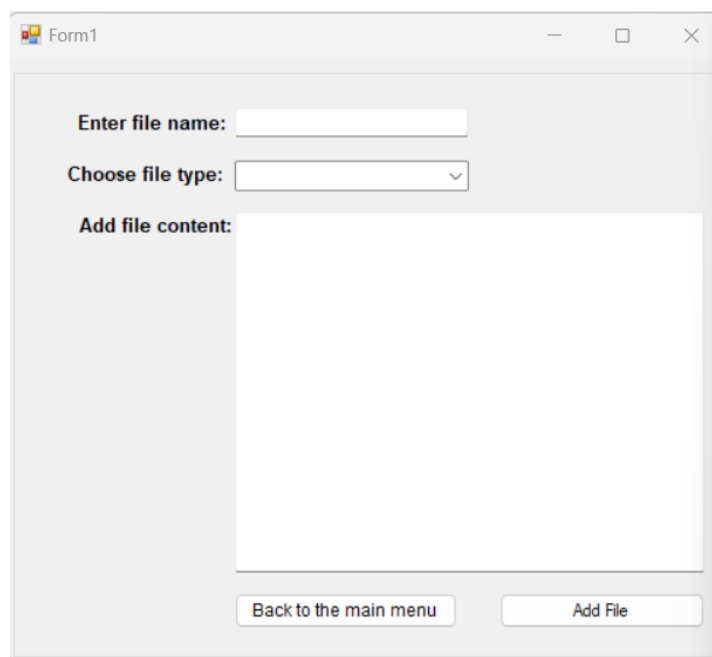 Form1
Enter file name:
Choose file type:
Add file content:
Back to the main menu
Add File